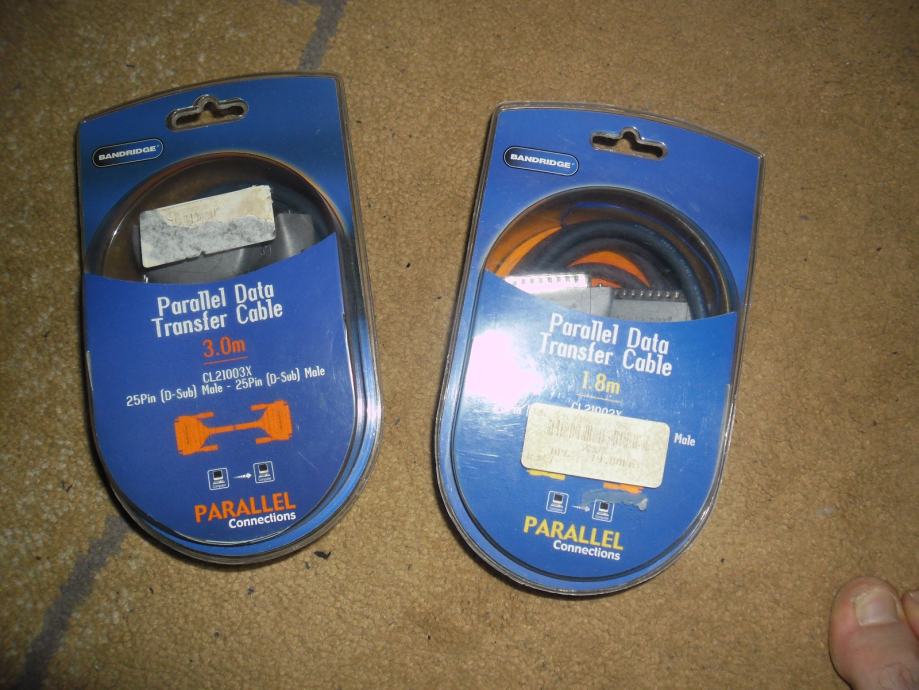 BANDRIDGE®
Parallel Data
Transfer Cable
3.0m
CL21003X
25Pin (D-Sub) Male - 25Pin (D-Sub) Male
PARALLEL
Connections
BANDRIDGE®
Parallel Data
Transfer Cable
1.8m
CL21002X
Male
PARALLEL
Connections